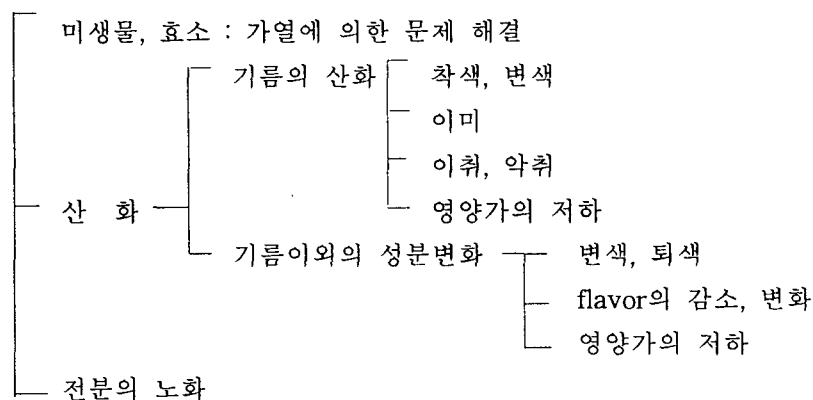 미생물, 효소 : 가열에 의한 문제 해결
기름의 산화
착색, 변색
이미
이취, 악취
산 화
영양가의 저하
기름이외의 성분변화
변색, 퇴색
flavor의 감소, 변화
영양가의 저하
전분의 노화